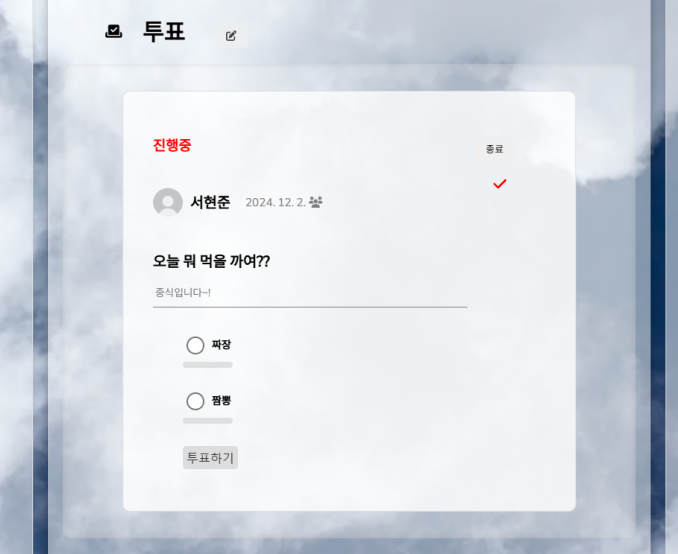 투표
진행중
종료
서현준 2024. 12. 2.
오늘 뭐 먹을 까여??
중식입니다~!
짜장
짬뽕
투표하기